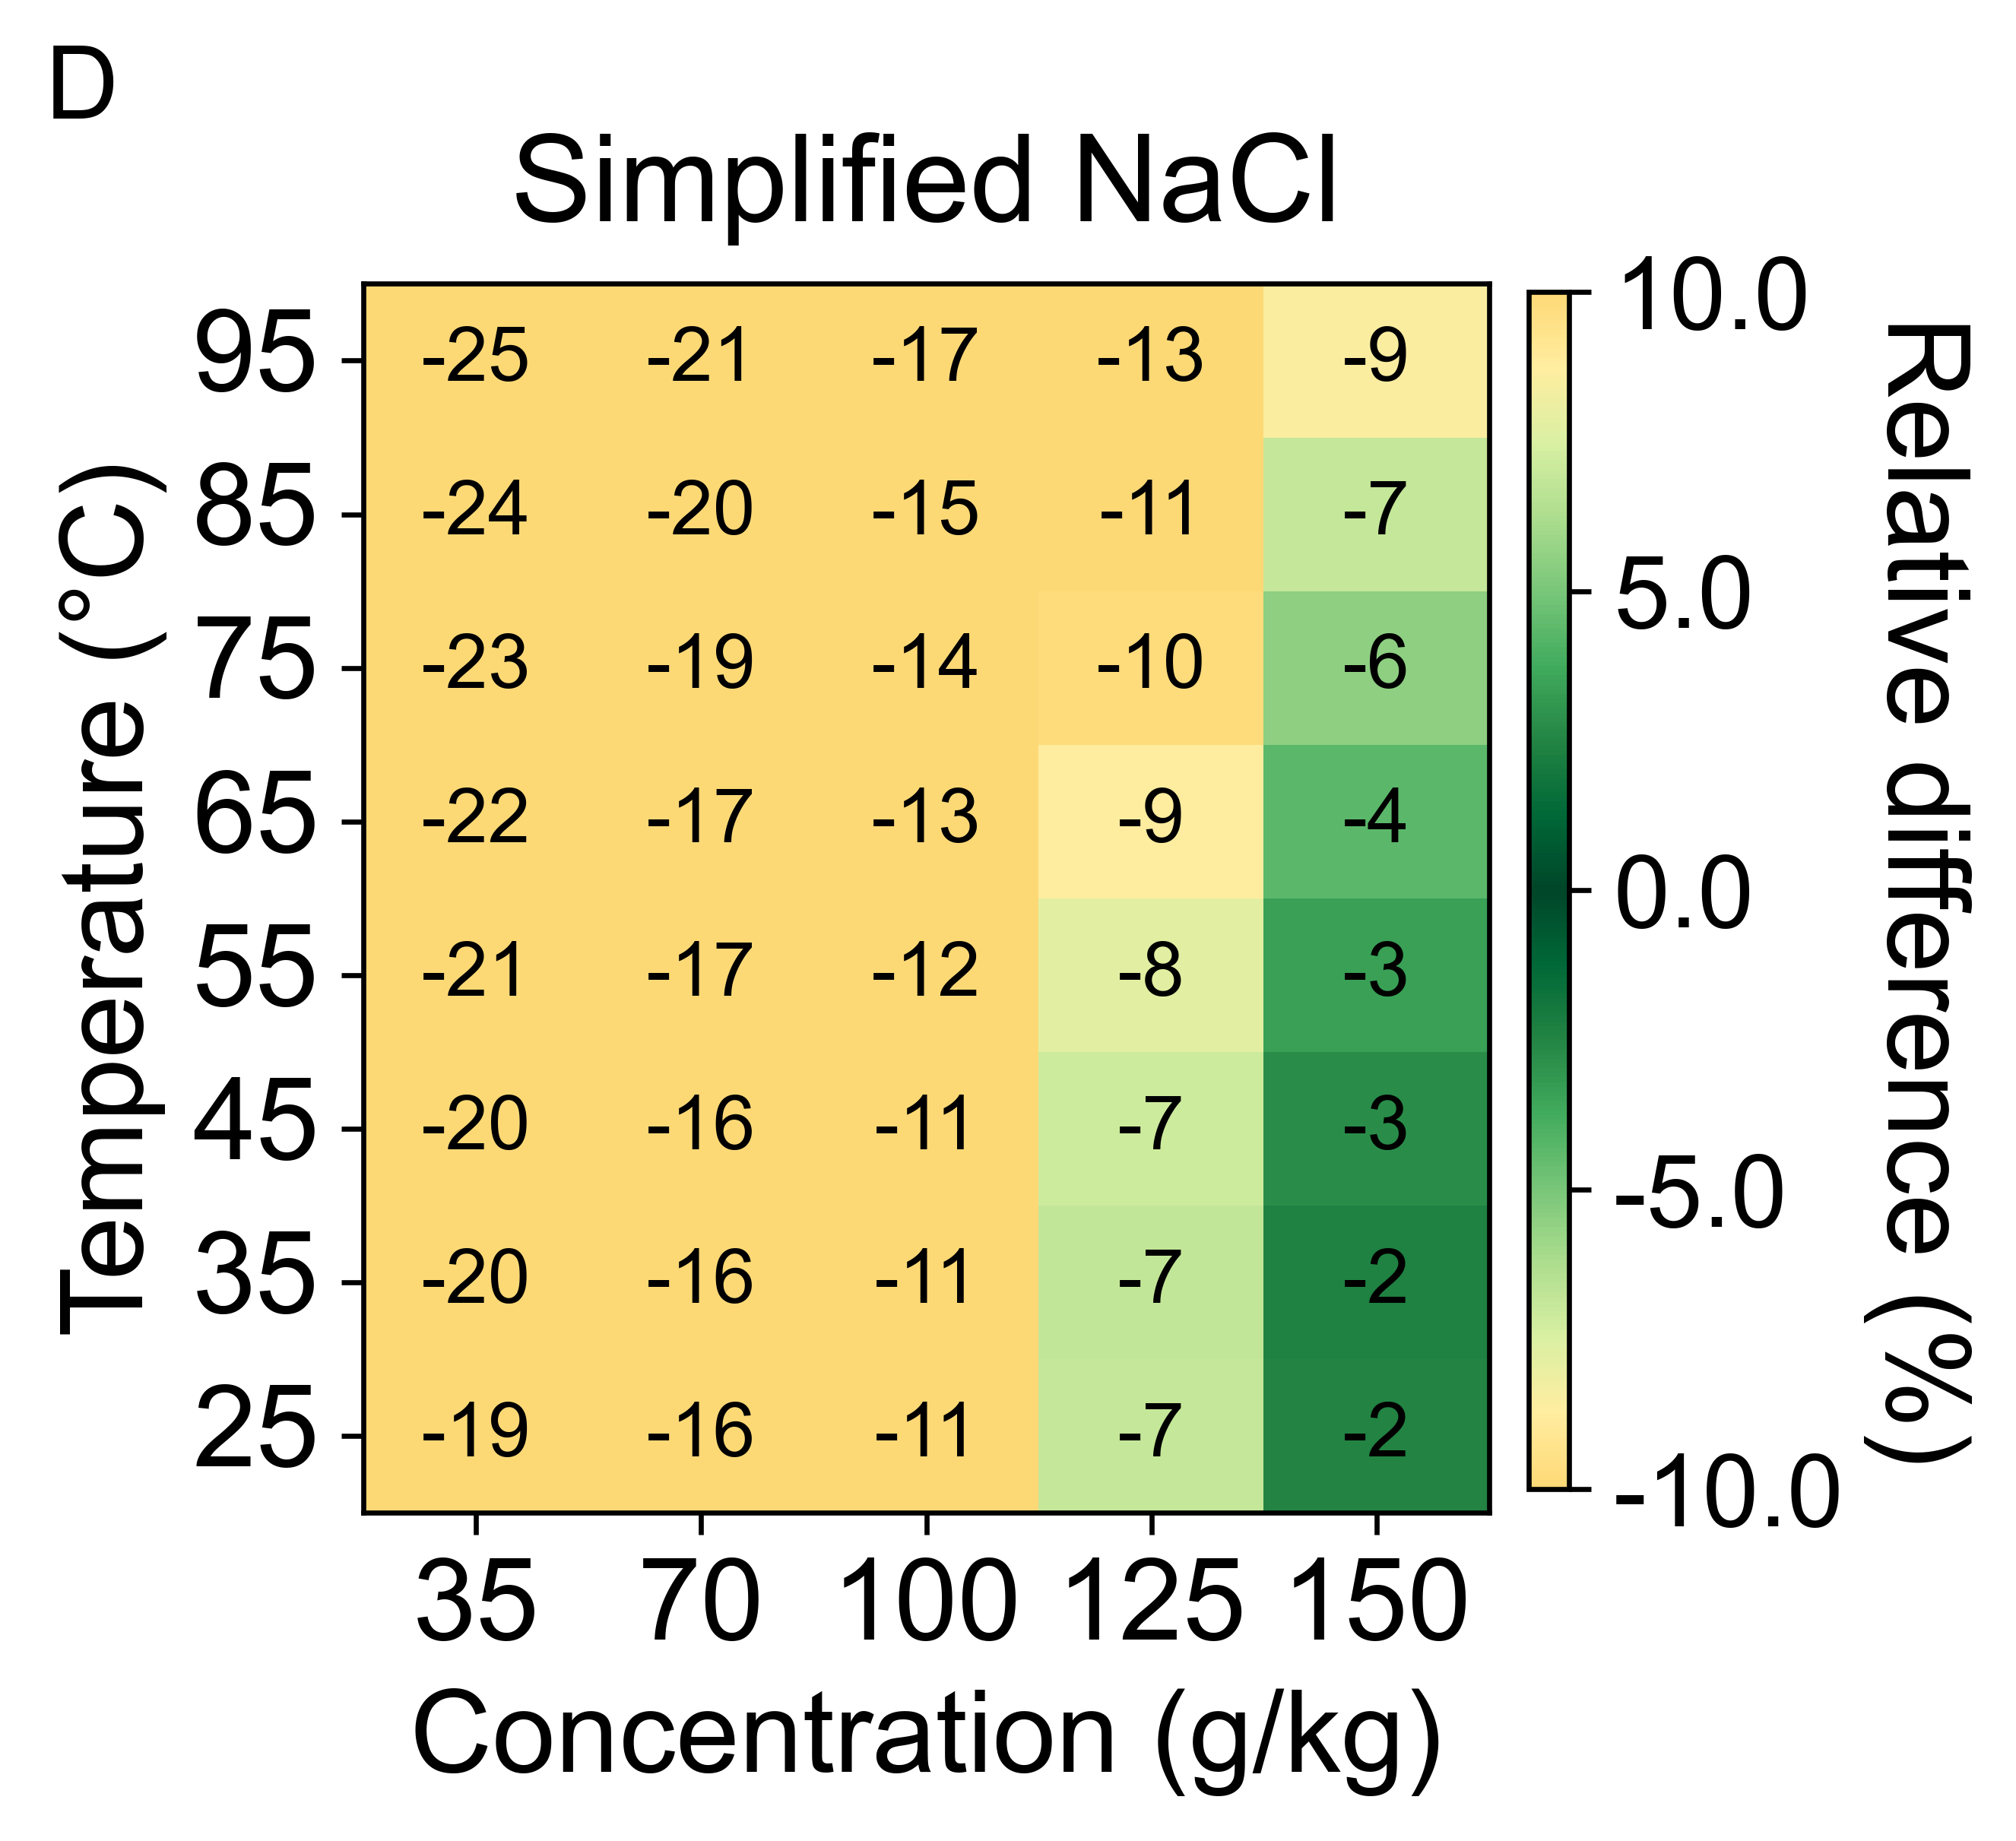 D
Simplified NaCl
95 -25 -21 -17 -13 -9
85 -24 -20 -15 -11 -7
75 -23 -19 -14 -10 -6
65 -22 -17 -13 -9 -4
55 -21 -17 -12 -8 -3
45 -20 -16 -11 -7 -3
35 -20 -16 -11 -7 -2
25 -19 -16 -11 -7 -2
35 70 100 125 150
Concentration (g/kg)
Temperature (°C)
10.0
5.0
0.0
-5.0
-10.0
Relative difference (%)